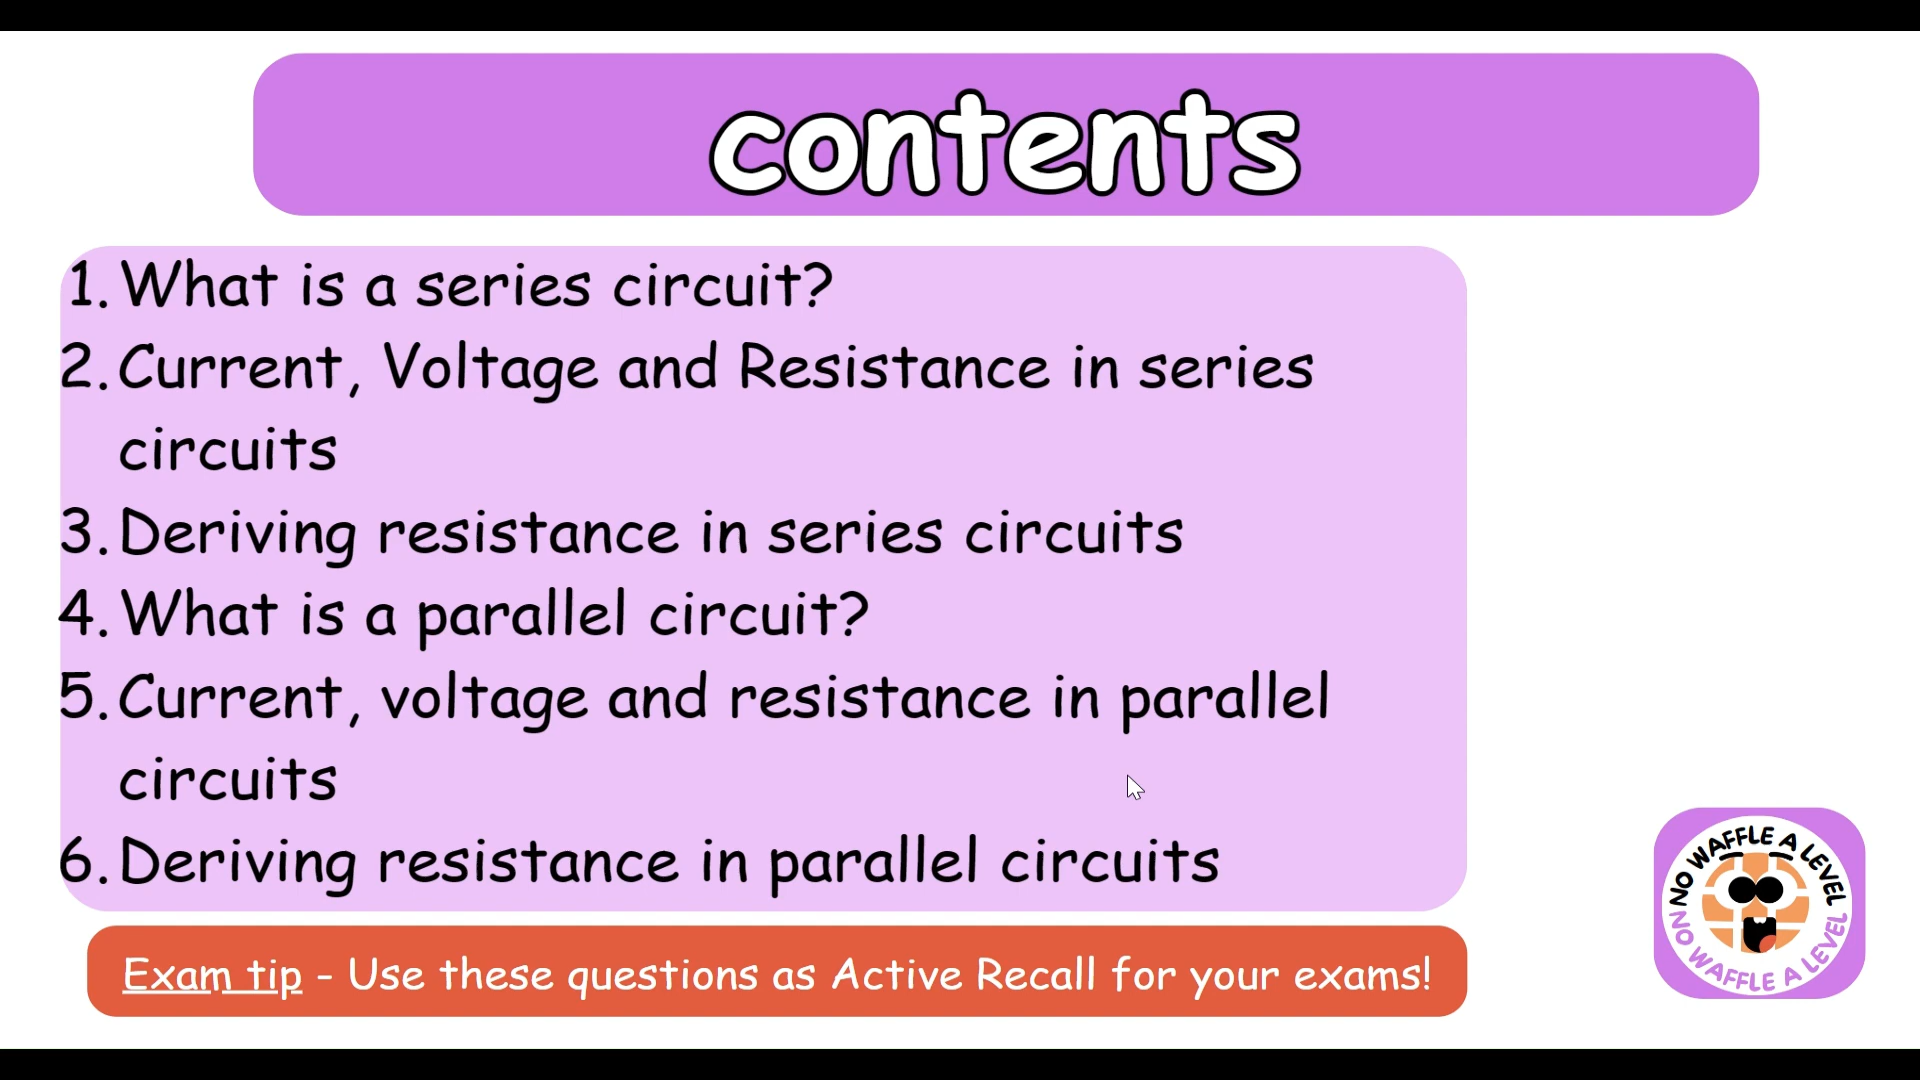 contents
1. What is a series circuit?
2. Current, Voltage and Resistance in series
circuits
3. Deriving resistance in series circuits
4. What is a parallel circuit?
5. Current, voltage and resistance in parallel
circuits
6. Deriving resistance in parallel circuits
Exam tip - Use these questions as Active Recall for your exams!
NO WAFFLE A LEVEL
NO WAFFLE A LEVEL